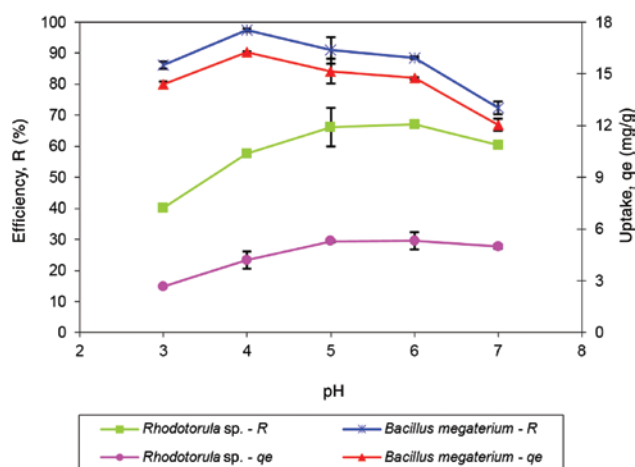 Efficiency, R (%)
100
90
80
70
60
50
40
30
20
10
0
18
15
12
9
6
3
0
Uptake, qe (mg/g)
2 3 4 5 6 7 8
pH
Rhodotorula sp. - R
Bacillus megaterium - R
Rhodotorula sp. - qe
Bacillus megaterium - qe